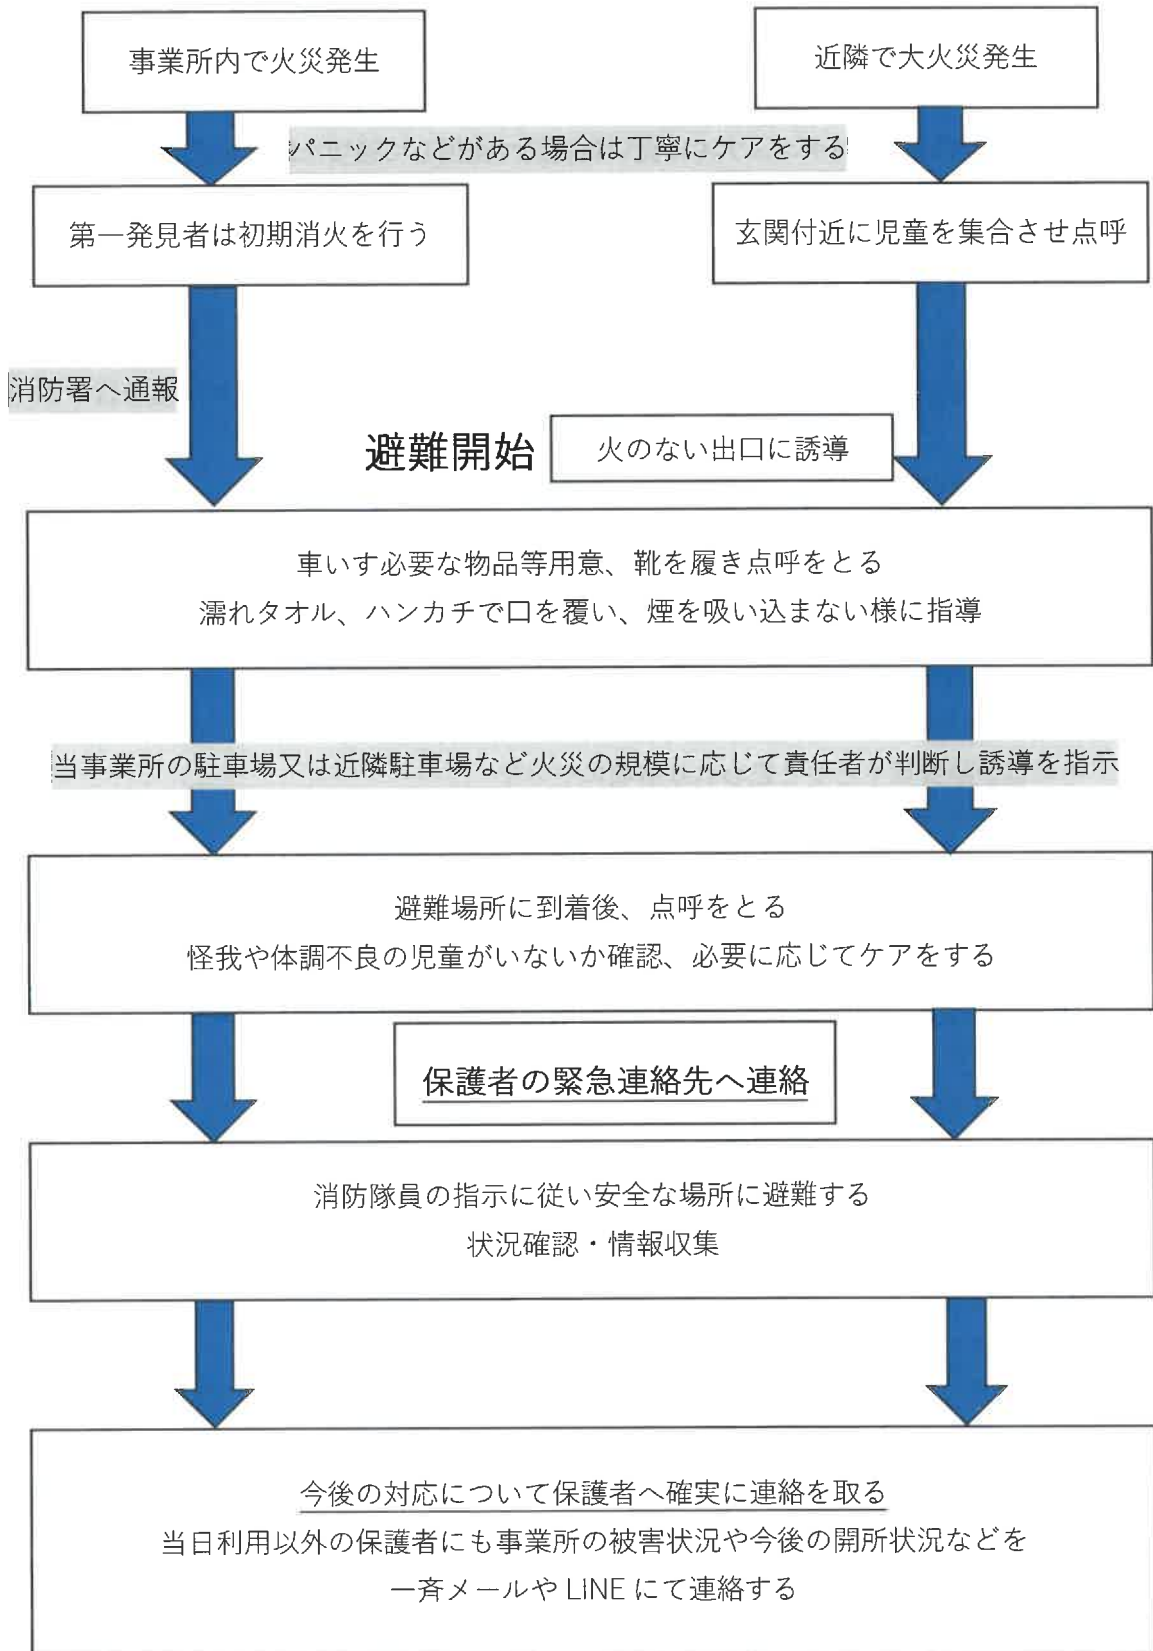 事業所内で火災発生
近隣で大火災発生
パニックなどがある場合は丁寧にケアをする
第一発見者は初期消火を行う
玄関付近に児童を集合させ点呼
消防署へ通報
避難開始
火のない出口に誘導
車いす必要な物品等用意、靴を履き点呼をとる
濡れタオル、ハンカチで口を覆い、煙を吸い込まない様に指導
当事業所の駐車場又は近隣駐車場など火災の規模に応じて責任者が判断し誘導を指示
避難場所に到着後、点呼をとる
怪我や体調不良の児童がいないか確認、必要に応じてケアをする
保護者の緊急連絡先へ連絡
消防隊員の指示に従い安全な場所に避難する
状況確認・情報収集
今後の対応について保護者へ確実に連絡を取る
当日利用以外の保護者にも事業所の被害状況や今後の開所状況などを
一斉メールや LINE にて連絡する